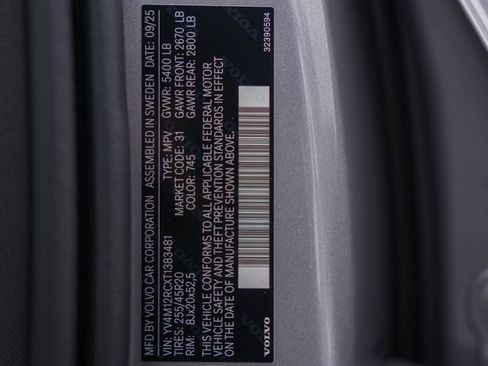 MFD BY VOLVO CAR CORPORATION ASSEMBLED IN SWEDEN DATE: 09/25
VIN: YV4M12RCXT1383481 TYPE: MPV GVWR: 5400 LB
TIRES: 255/45R20 MARKET CODE: 31 GAWR FRONT: 2670 LB
RIM: 8Jx20x52,5 COLOR: 745 GAWR REAR: 2800 LB
THIS VEHICLE CONFORMS TO ALL APPLICABLE FEDERAL MOTOR
VEHICLE SAFETY AND THEFT PREVENTION STANDARDS IN EFFECT
ON THE DATE OF MANUFACTURE SHOWN ABOVE.
VOLVO 32390594